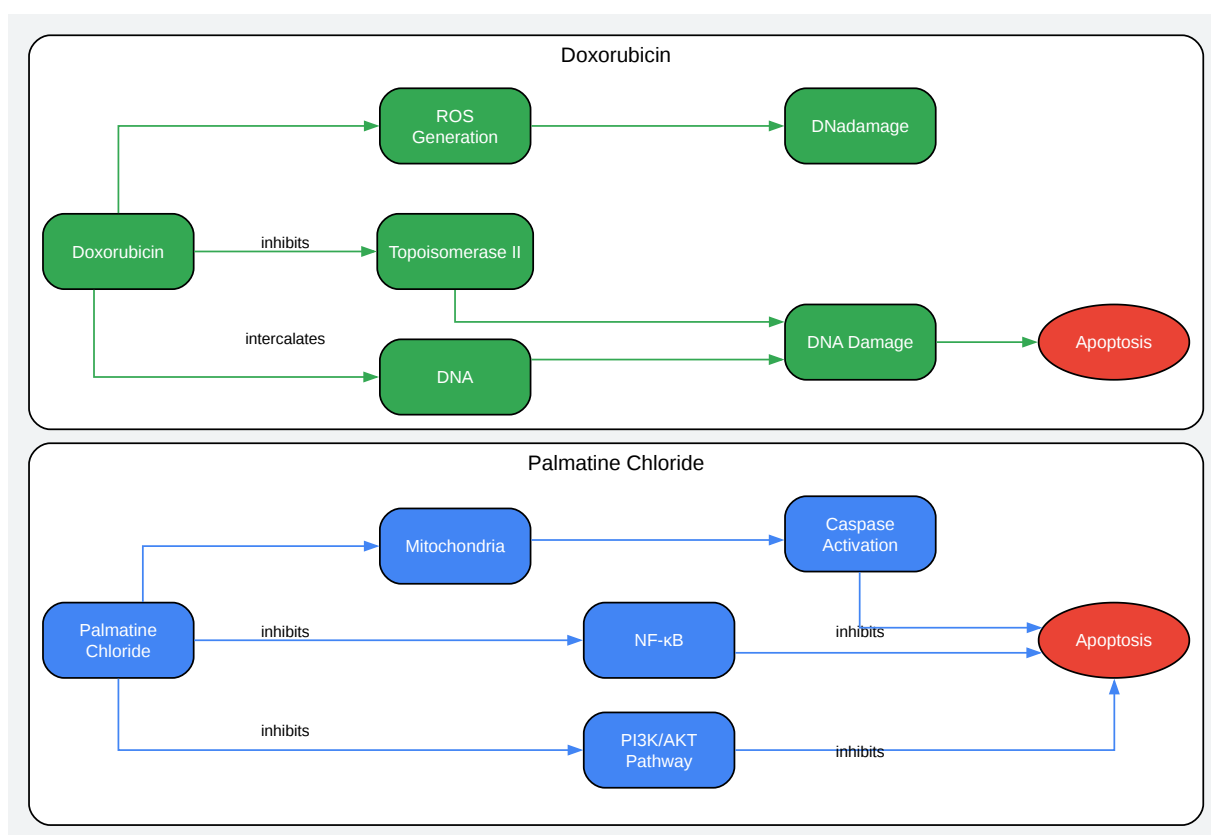 Doxorubicin
ROS
Generation
DNadamage
Doxorubicin
inhibits
Topoisomerase II
intercalates
DNA
DNA Damage
Apoptosis
Palmatine Chloride
Mitochondria
Caspase
Activation
Palmatine
Chloride
inhibits
NF-κB
inhibits
Apoptosis
inhibits
PI3K/AKT
Pathway
inhibits